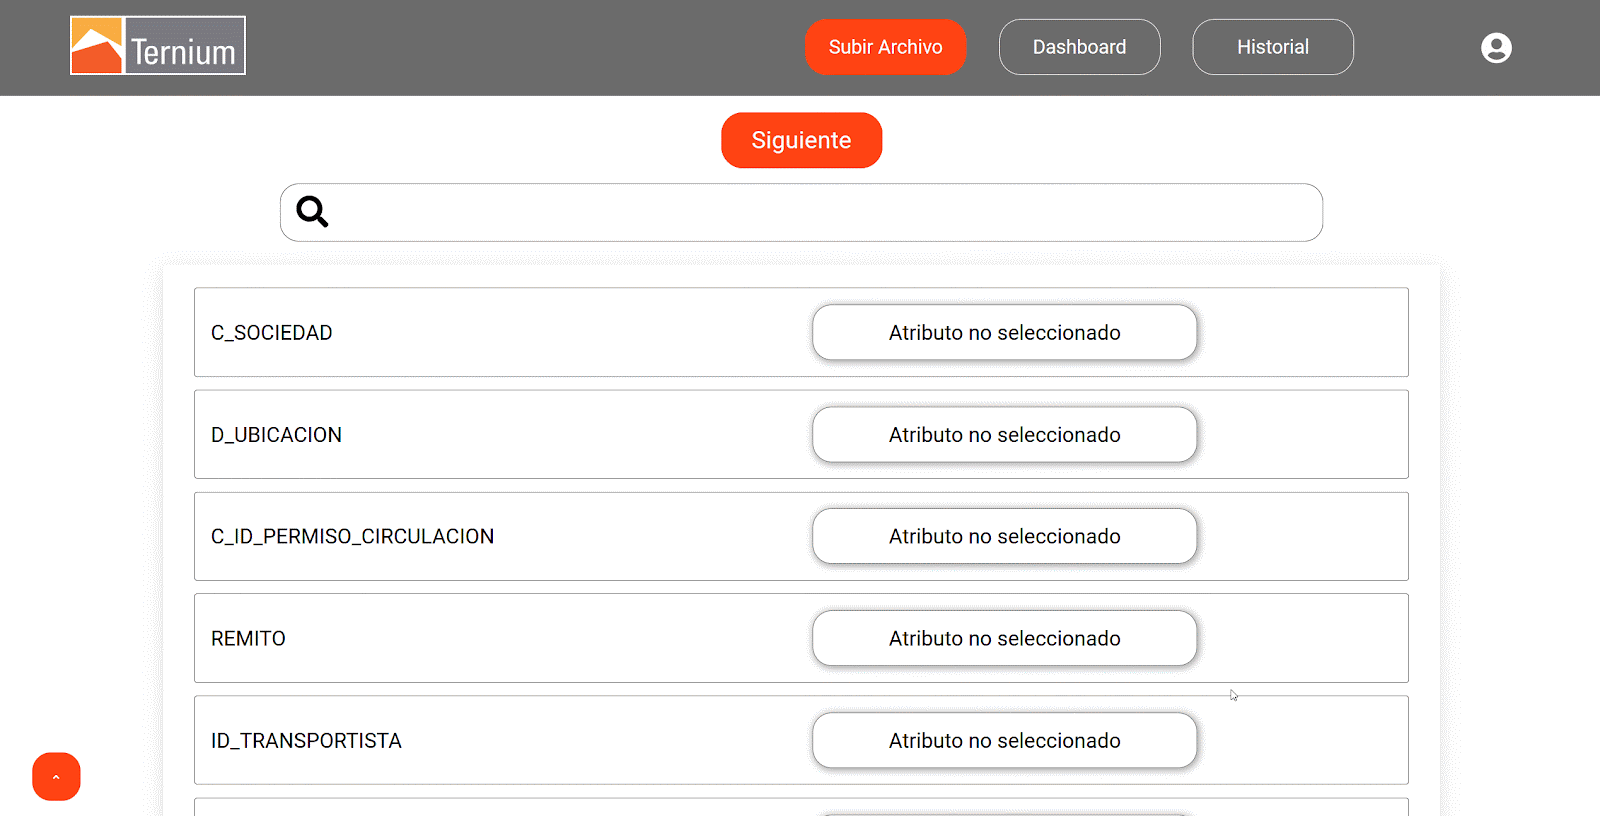 Ternium
Subir Archivo
Dashboard
Historial
Siguiente
C_SOCIEDAD
Atributo no seleccionado
D_UBICACION
Atributo no seleccionado
C_ID_PERMISO_CIRCULACION
Atributo no seleccionado
REMITO
Atributo no seleccionado
ID_TRANSPORTISTA
Atributo no seleccionado